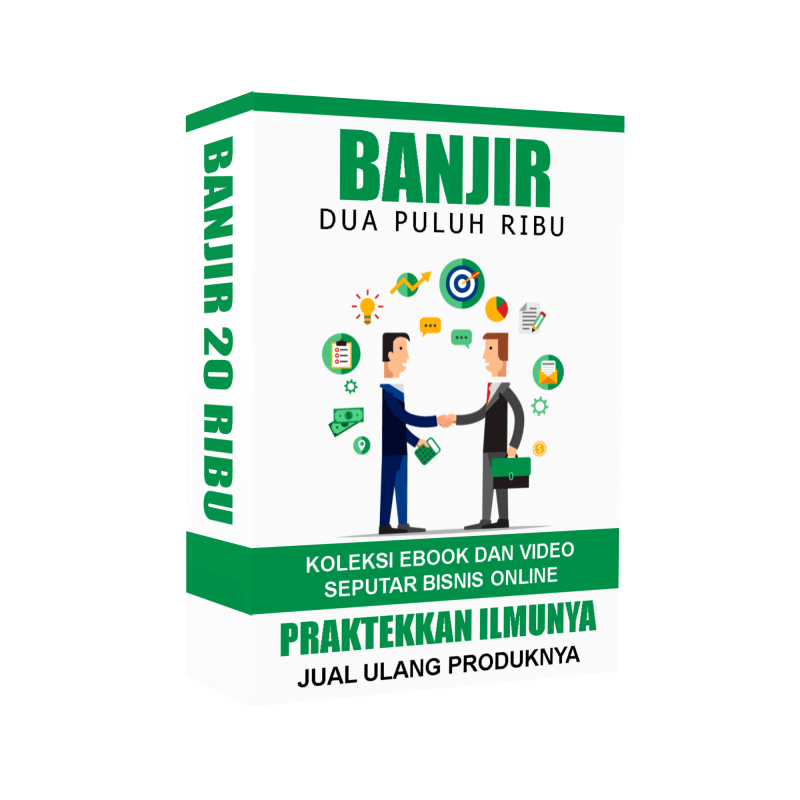 BANJIR 20 RIBU
BANJIR
DUA PULUH RIBU
KOLEKSI EBOOK DAN VIDEO
SEPUTAR BISNIS ONLINE
PRAKTEKKAN ILMUNYA
JUAL ULANG PRODUKNYA